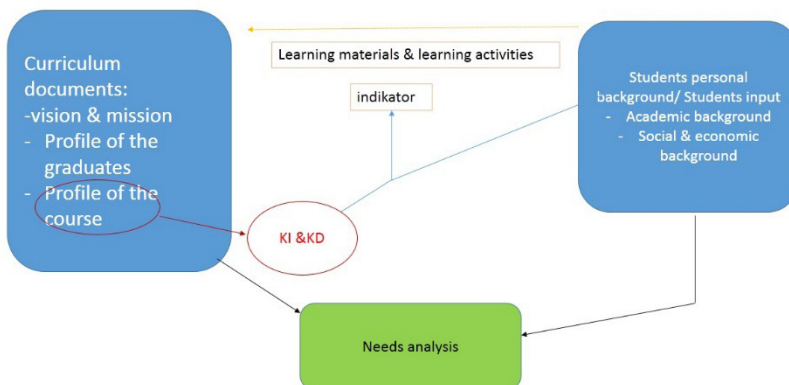 Curriculum
documents:
-vision & mission
- Profile of the
graduates
- Profile of the
course
Learning materials & learning activities
indikator
KI &KD
Students personal
background/ Students input
- Academic background
- Social & economic
background
Needs analysis